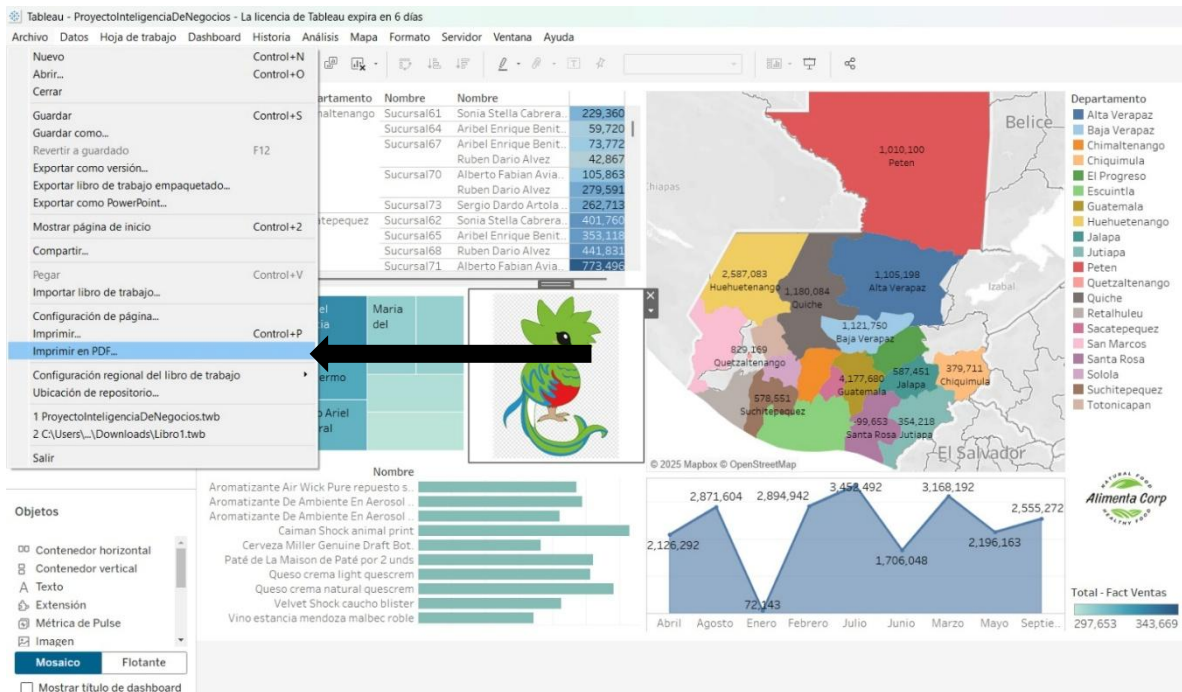 Tableau - ProyectoInteligenciaDeNegocios - La licencia de Tableau expira en 6 días
Archivo Datos Hoja de trabajo Dashboard Historia Análisis Mapa Formato Servidor Ventana Ayuda
Nuevo Control+N
Abrir... Control+O
Cerrar
Guardar Control+S
Guardar como...
Revertir a guardado F12
Exportar como versión...
Exportar libro de trabajo empaquetado...
Exportar como PowerPoint...
Mostrar página de inicio Control+2
Compartir...
Pegar Control+V
Importar libro de trabajo...
Configuración de página...
Imprimir... Control+P
Imprimir en PDF...
Configuración regional del libro de trabajo
Ubicación de repositorio...
1 ProyectoInteligenciaDeNegocios.twb
2 C:\Users\...\Downloads\Libro1.twb
Salir
Objetos
Contenedor horizontal
Contenedor vertical
Texto
Extensión
Métrica de Pulse
Imagen
Mosaico Flotante
Mostrar título de dashboard
artamento Nombre Nombre
naltenango Sucursal61 Sonia Stella Cabrera.. 229,360
Sucursal64 Aribel Enrique Benit.. 59,720
Sucursal67 Aribel Enrique Benit.. 73,772
Ruben Dario Alvez 42,867
Sucursal70 Alberto Fabian Avia.. 105,863
Ruben Dario Alvez 279,591
Sucursal73 Sergio Dardo Artola .. 262,713
atepequez Sucursal62 Sonia Stella Cabrera.. 401,760
Sucursal65 Aribel Enrique Benit.. 353,118
Sucursal68 Ruben Dario Alvez 441,831
Sucursal71 Alberto Fabian Avia.. 773,496
Maria
del
ermo
Ariel
ral
Nombre
Aromatizante Air Wick Pure repuesto s..
Aromatizante De Ambiente En Aerosol ..
Aromatizante De Ambiente En Aerosol ..
Caiman Shock animal print
Cerveza Miller Genuine Draft Bot..
Paté de La Maison de Paté por 2 unds
Queso crema light quescrem
Queso crema natural quescrem
Velvet Shock caucho blister
Vino estancia mendoza malbec roble
Belice
Chiapas
1,010,100
Peten
2,587,083
Huehuetenango
1,180,084
Quiche
1,105,198
Alta Verapaz
Izabal
1,121,750
Baja Verapaz
829,169
Quetzaltenango
4,177,680
Guatemala
587,451
Jalapa
379,711
Chiquimula
578,551
Suchitepequez
-99,653
Santa Rosa
354,218
Jutiapa
El Salvador
© 2025 Mapbox © OpenStreetMap
2,126,292
2,871,604
72,143
2,894,942
3,452,492
1,706,048
3,168,192
2,196,163
2,555,272
Abril Agosto Enero Febrero Julio Junio Marzo Mayo Septie..
Departamento
Alta Verapaz
Baja Verapaz
Chimaltenango
Chiquimula
El Progreso
Escuintla
Guatemala
Huehuetenango
Jalapa
Jutiapa
Peten
Quetzaltenango
Quiche
Retalhuleu
Sacatepequez
San Marcos
Santa Rosa
Solola
Suchitepequez
Totonicapan
NATURAL FOOD
Alimenta Corp
HEALTHY FOOD
Total - Fact Ventas
297,653 343,669